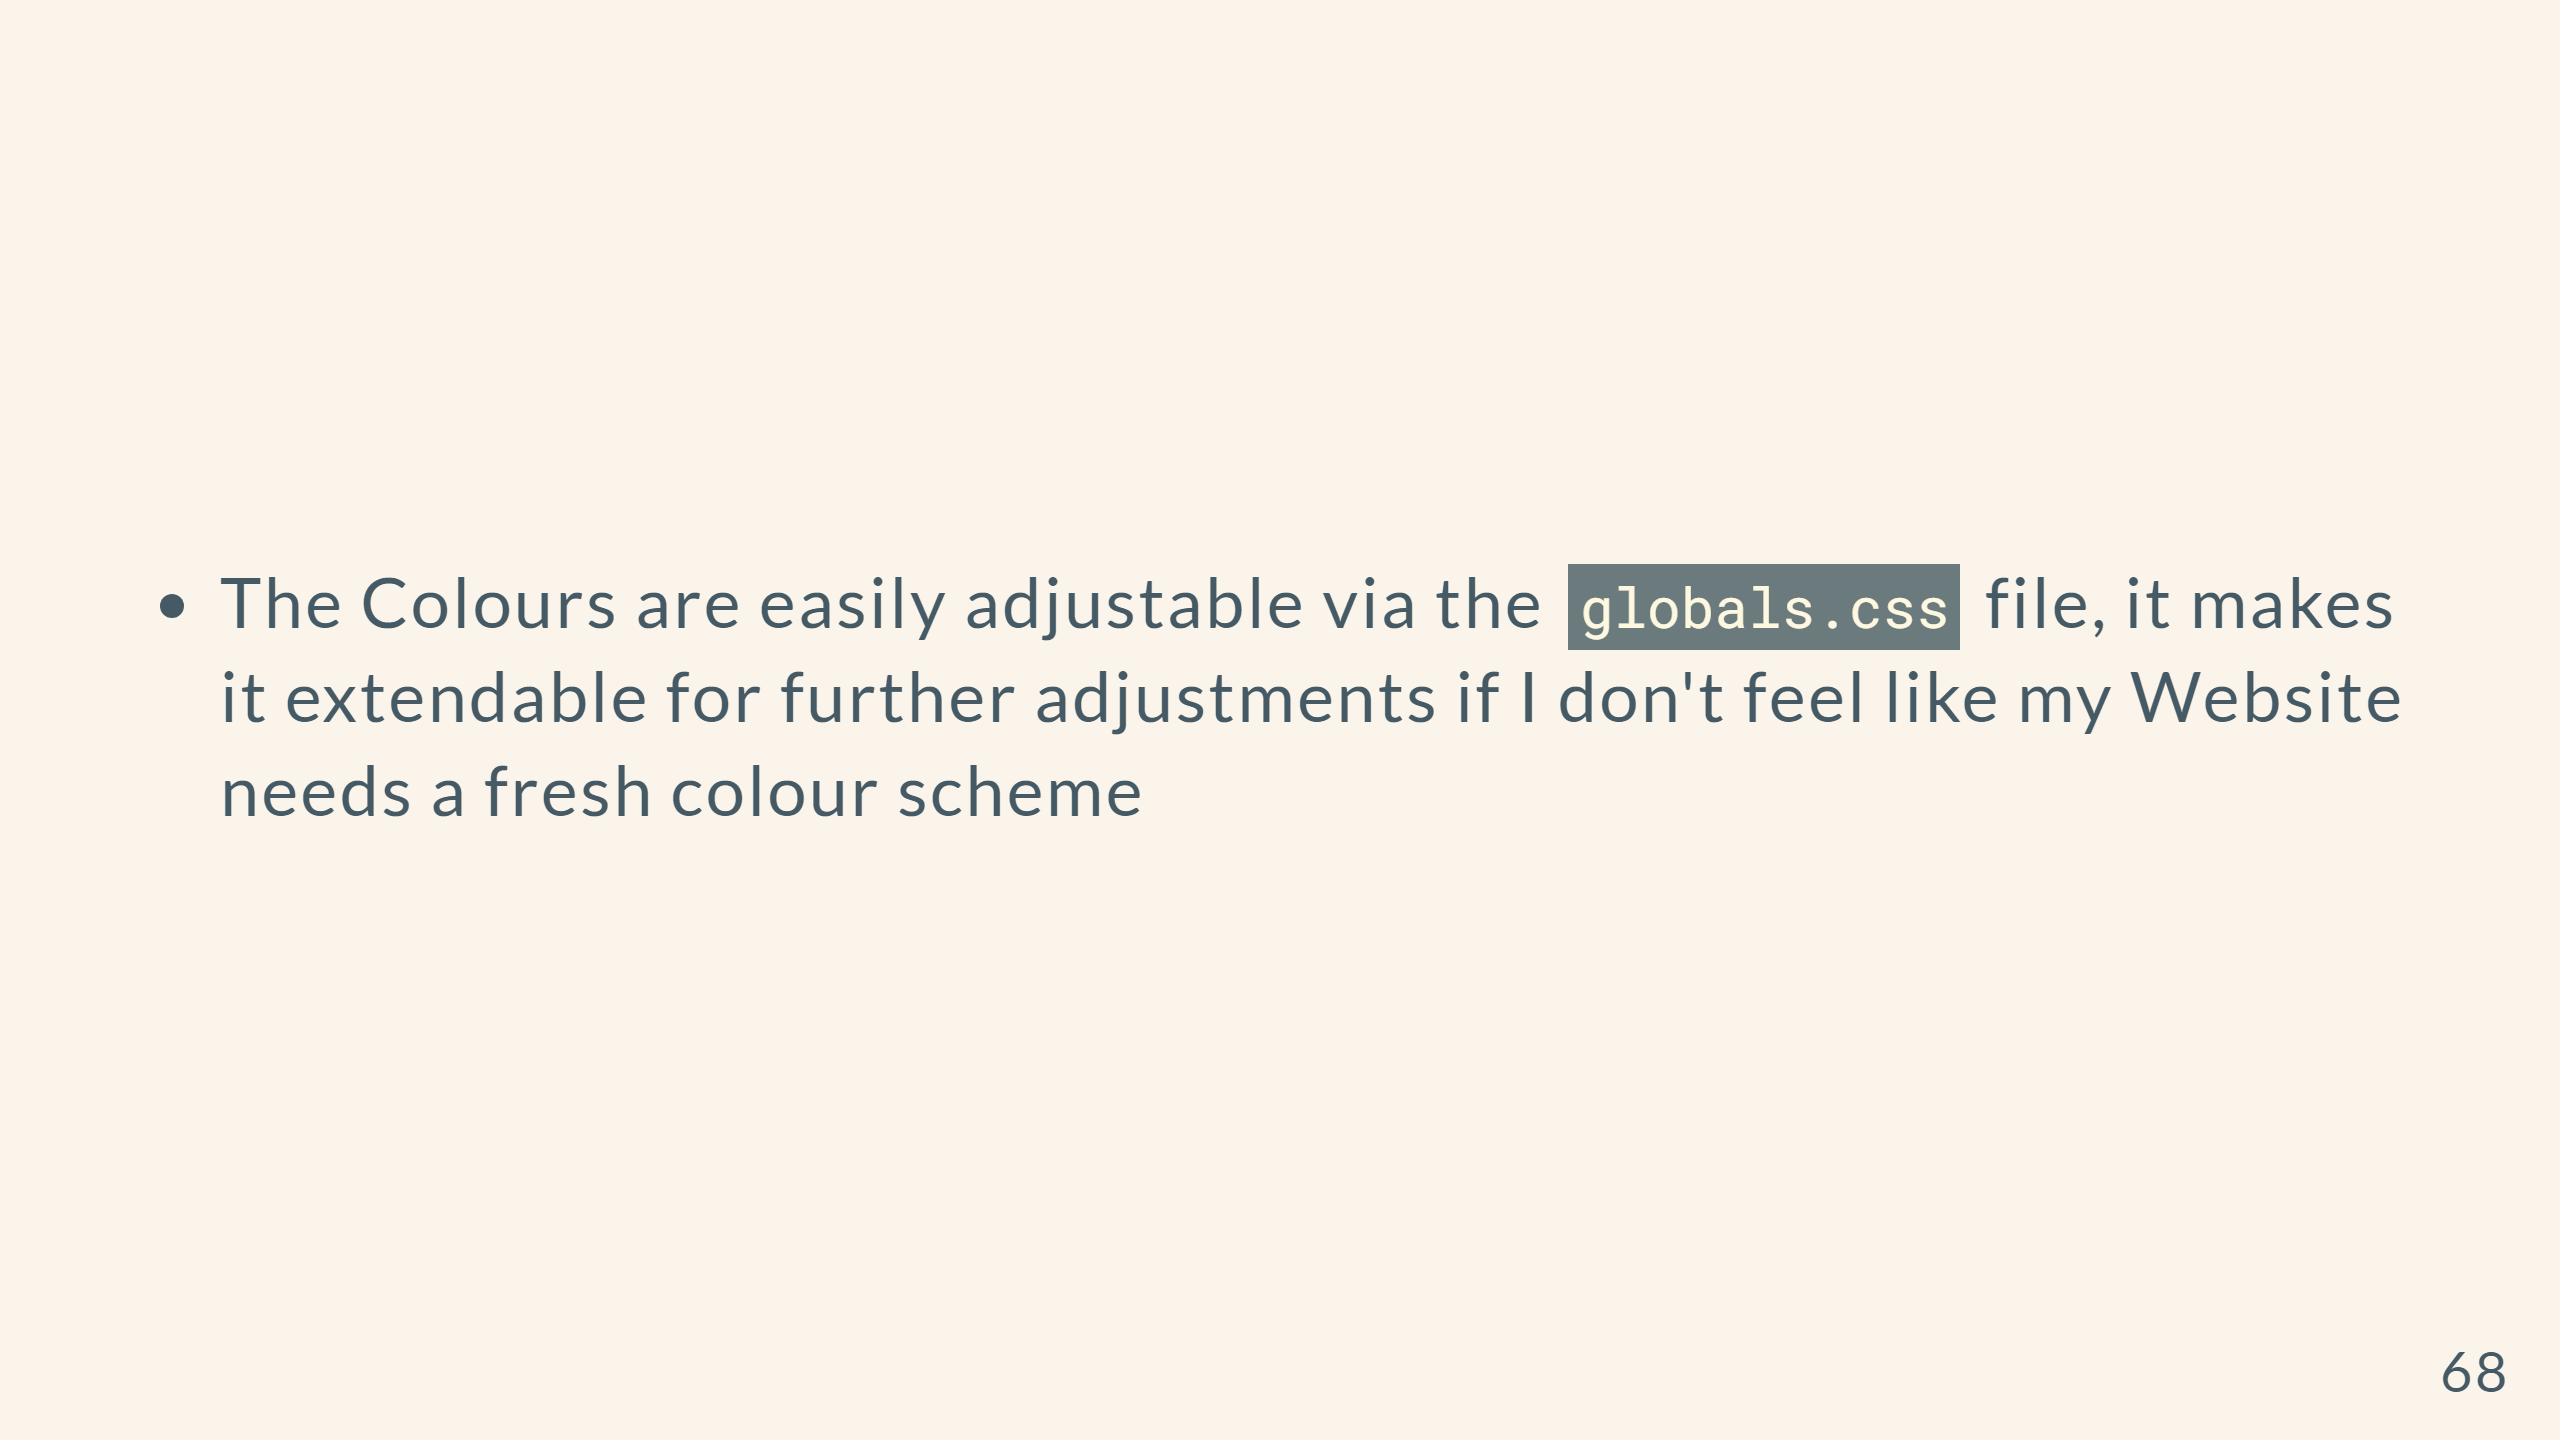 • The Colours are easily adjustable via the globals.css file, it makes
it extendable for further adjustments if I don't feel like my Website
needs a fresh colour scheme
68